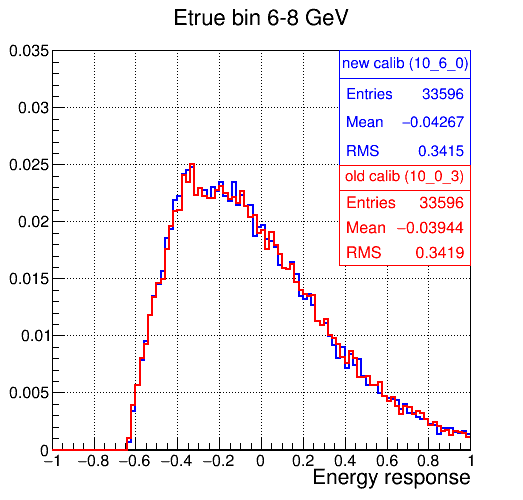 Etrue bin 6-8 GeV
0.035
0.03
0.025
0.02
0.015
0.01
0.005
0
new calib (10_6_0)
Entries 33596
Mean −0.04267
RMS 0.3415
old calib (10_0_3)
Entries 33596
Mean −0.03944
RMS 0.3419
−1 −0.8 −0.6 −0.4 −0.2 0 0.2 0.4 0.6 0.8 1
Energy response